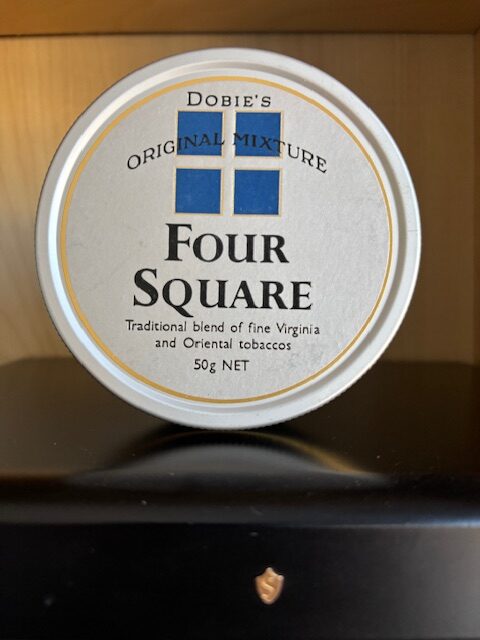 DOBIE'S
ORIGINAL MIXTURE
FOUR
SQUARE
Traditional blend of fine Virginia
and Oriental tobaccos
50g NET
S